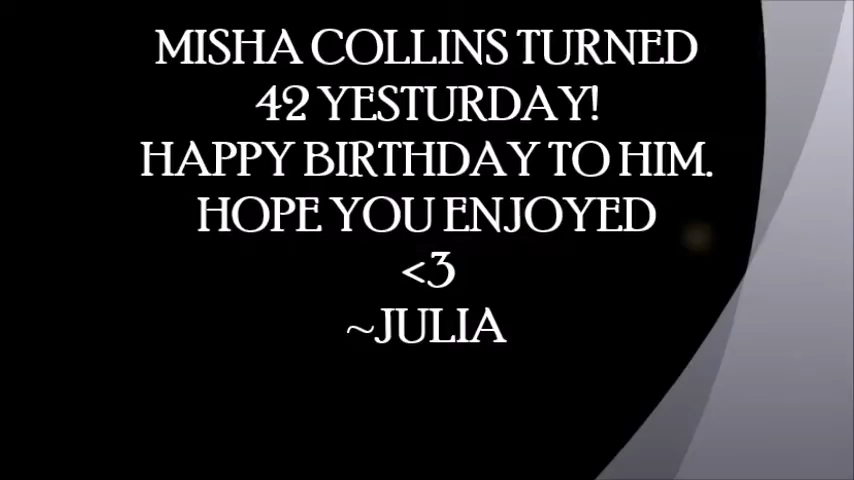 MISHA COLLINS TURNED
42 YESTURDAY!
HAPPY BIRTHDAY TO HIM.
HOPE YOU ENJOYED
<3
~JULIA